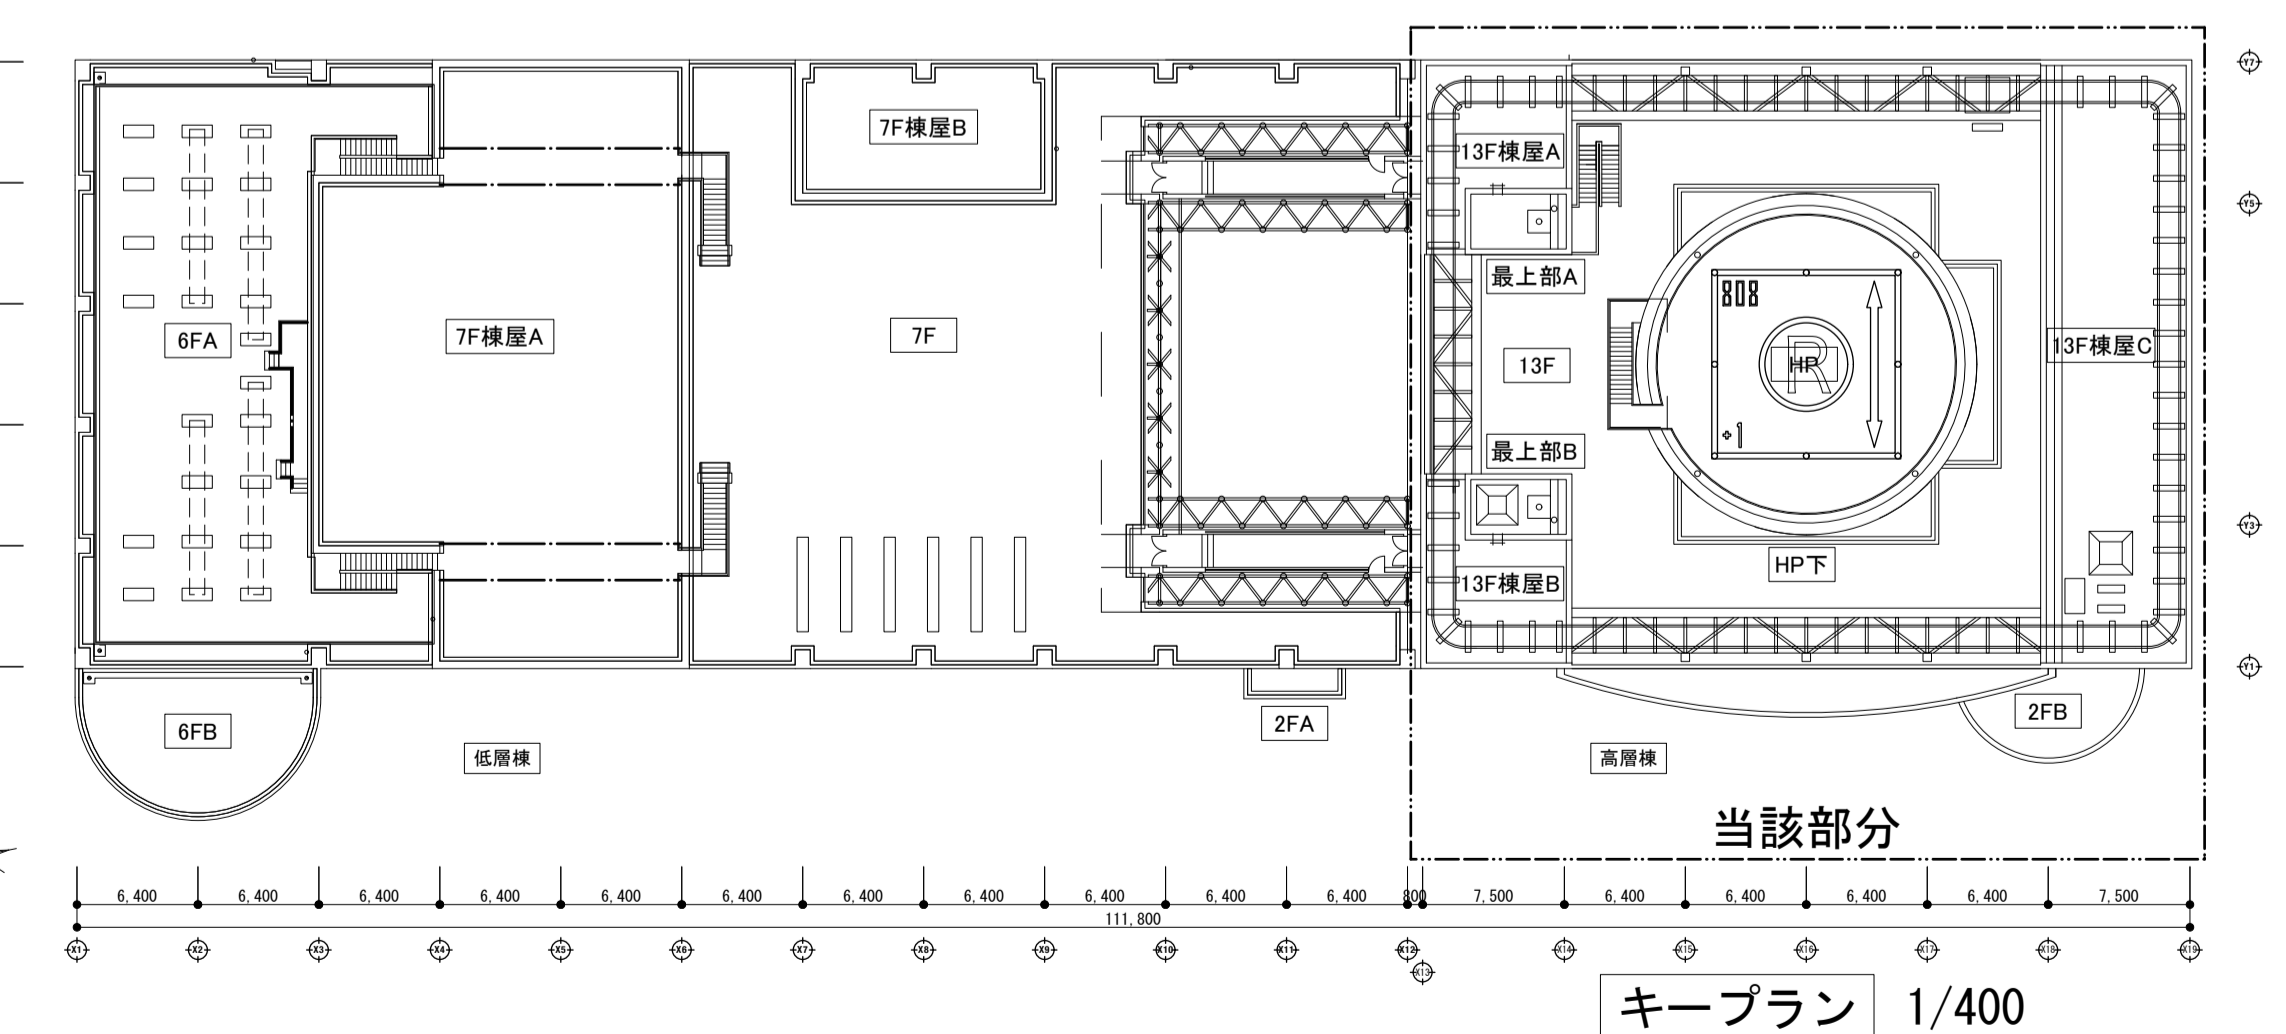 Y7
7F棟屋B
13F棟屋A
Y5
最上部A
808
6FA
7F棟屋A
7F
13F
HP
R
13F棟屋C
+1
最上部B
Y3
HP下
13F棟屋B
Y1
6FB
2FA
2FB
低層棟
高層棟
当該部分
6,400 6,400 6,400 6,400 6,400 6,400 6,400 6,400 6,400 6,400 6,400 800 7,500 6,400 6,400 6,400 6,400 7,500
111,800
X1 X2 X3 X4 X5 X6 X7 X8 X9 X10 X11 X12 X14 X15 X16 X17 X18 X19
X13
キープラン 1/400